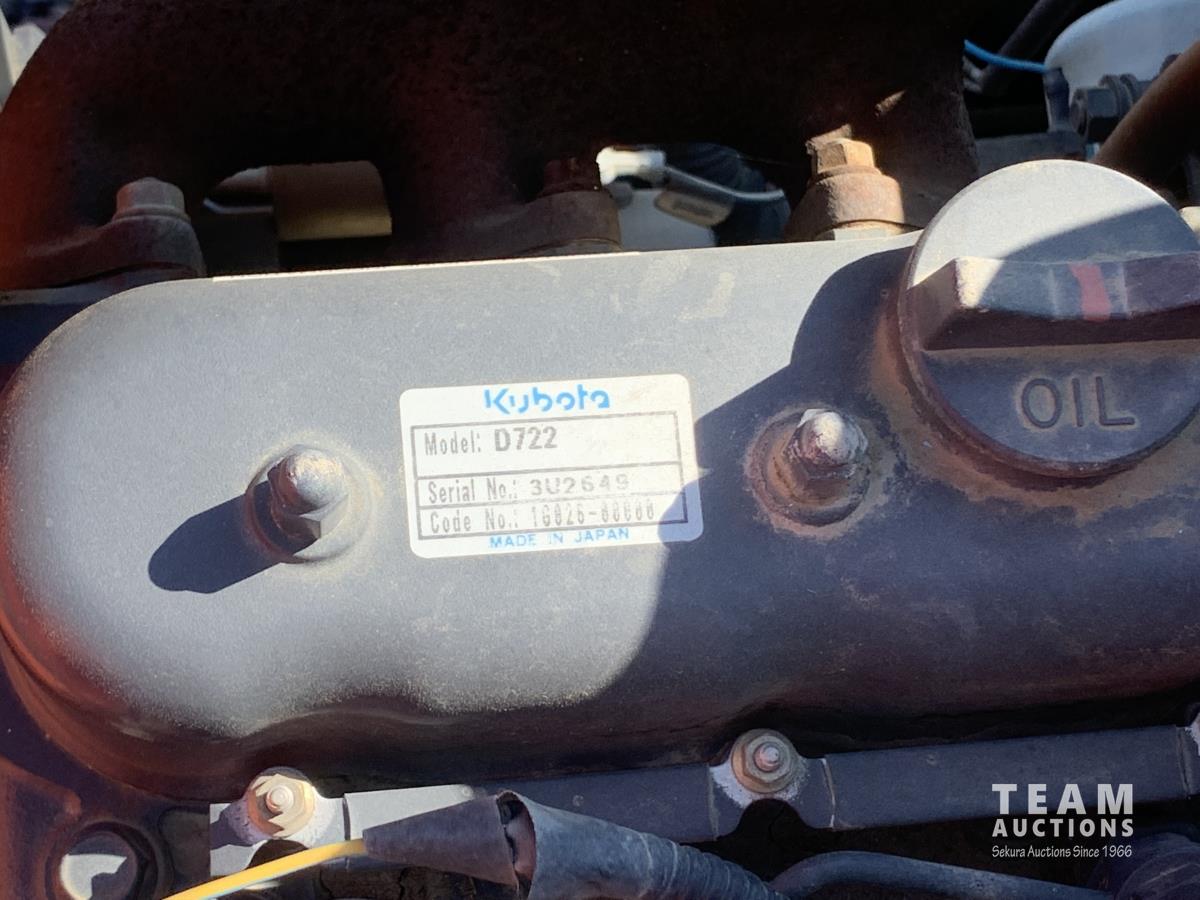 Kubota
Model: D722
Serial No.: 3U2649
Code No.: 1G026-00000
MADE IN JAPAN
OIL
TEAM
AUCTIONS
Sekura Auctions Since 1966